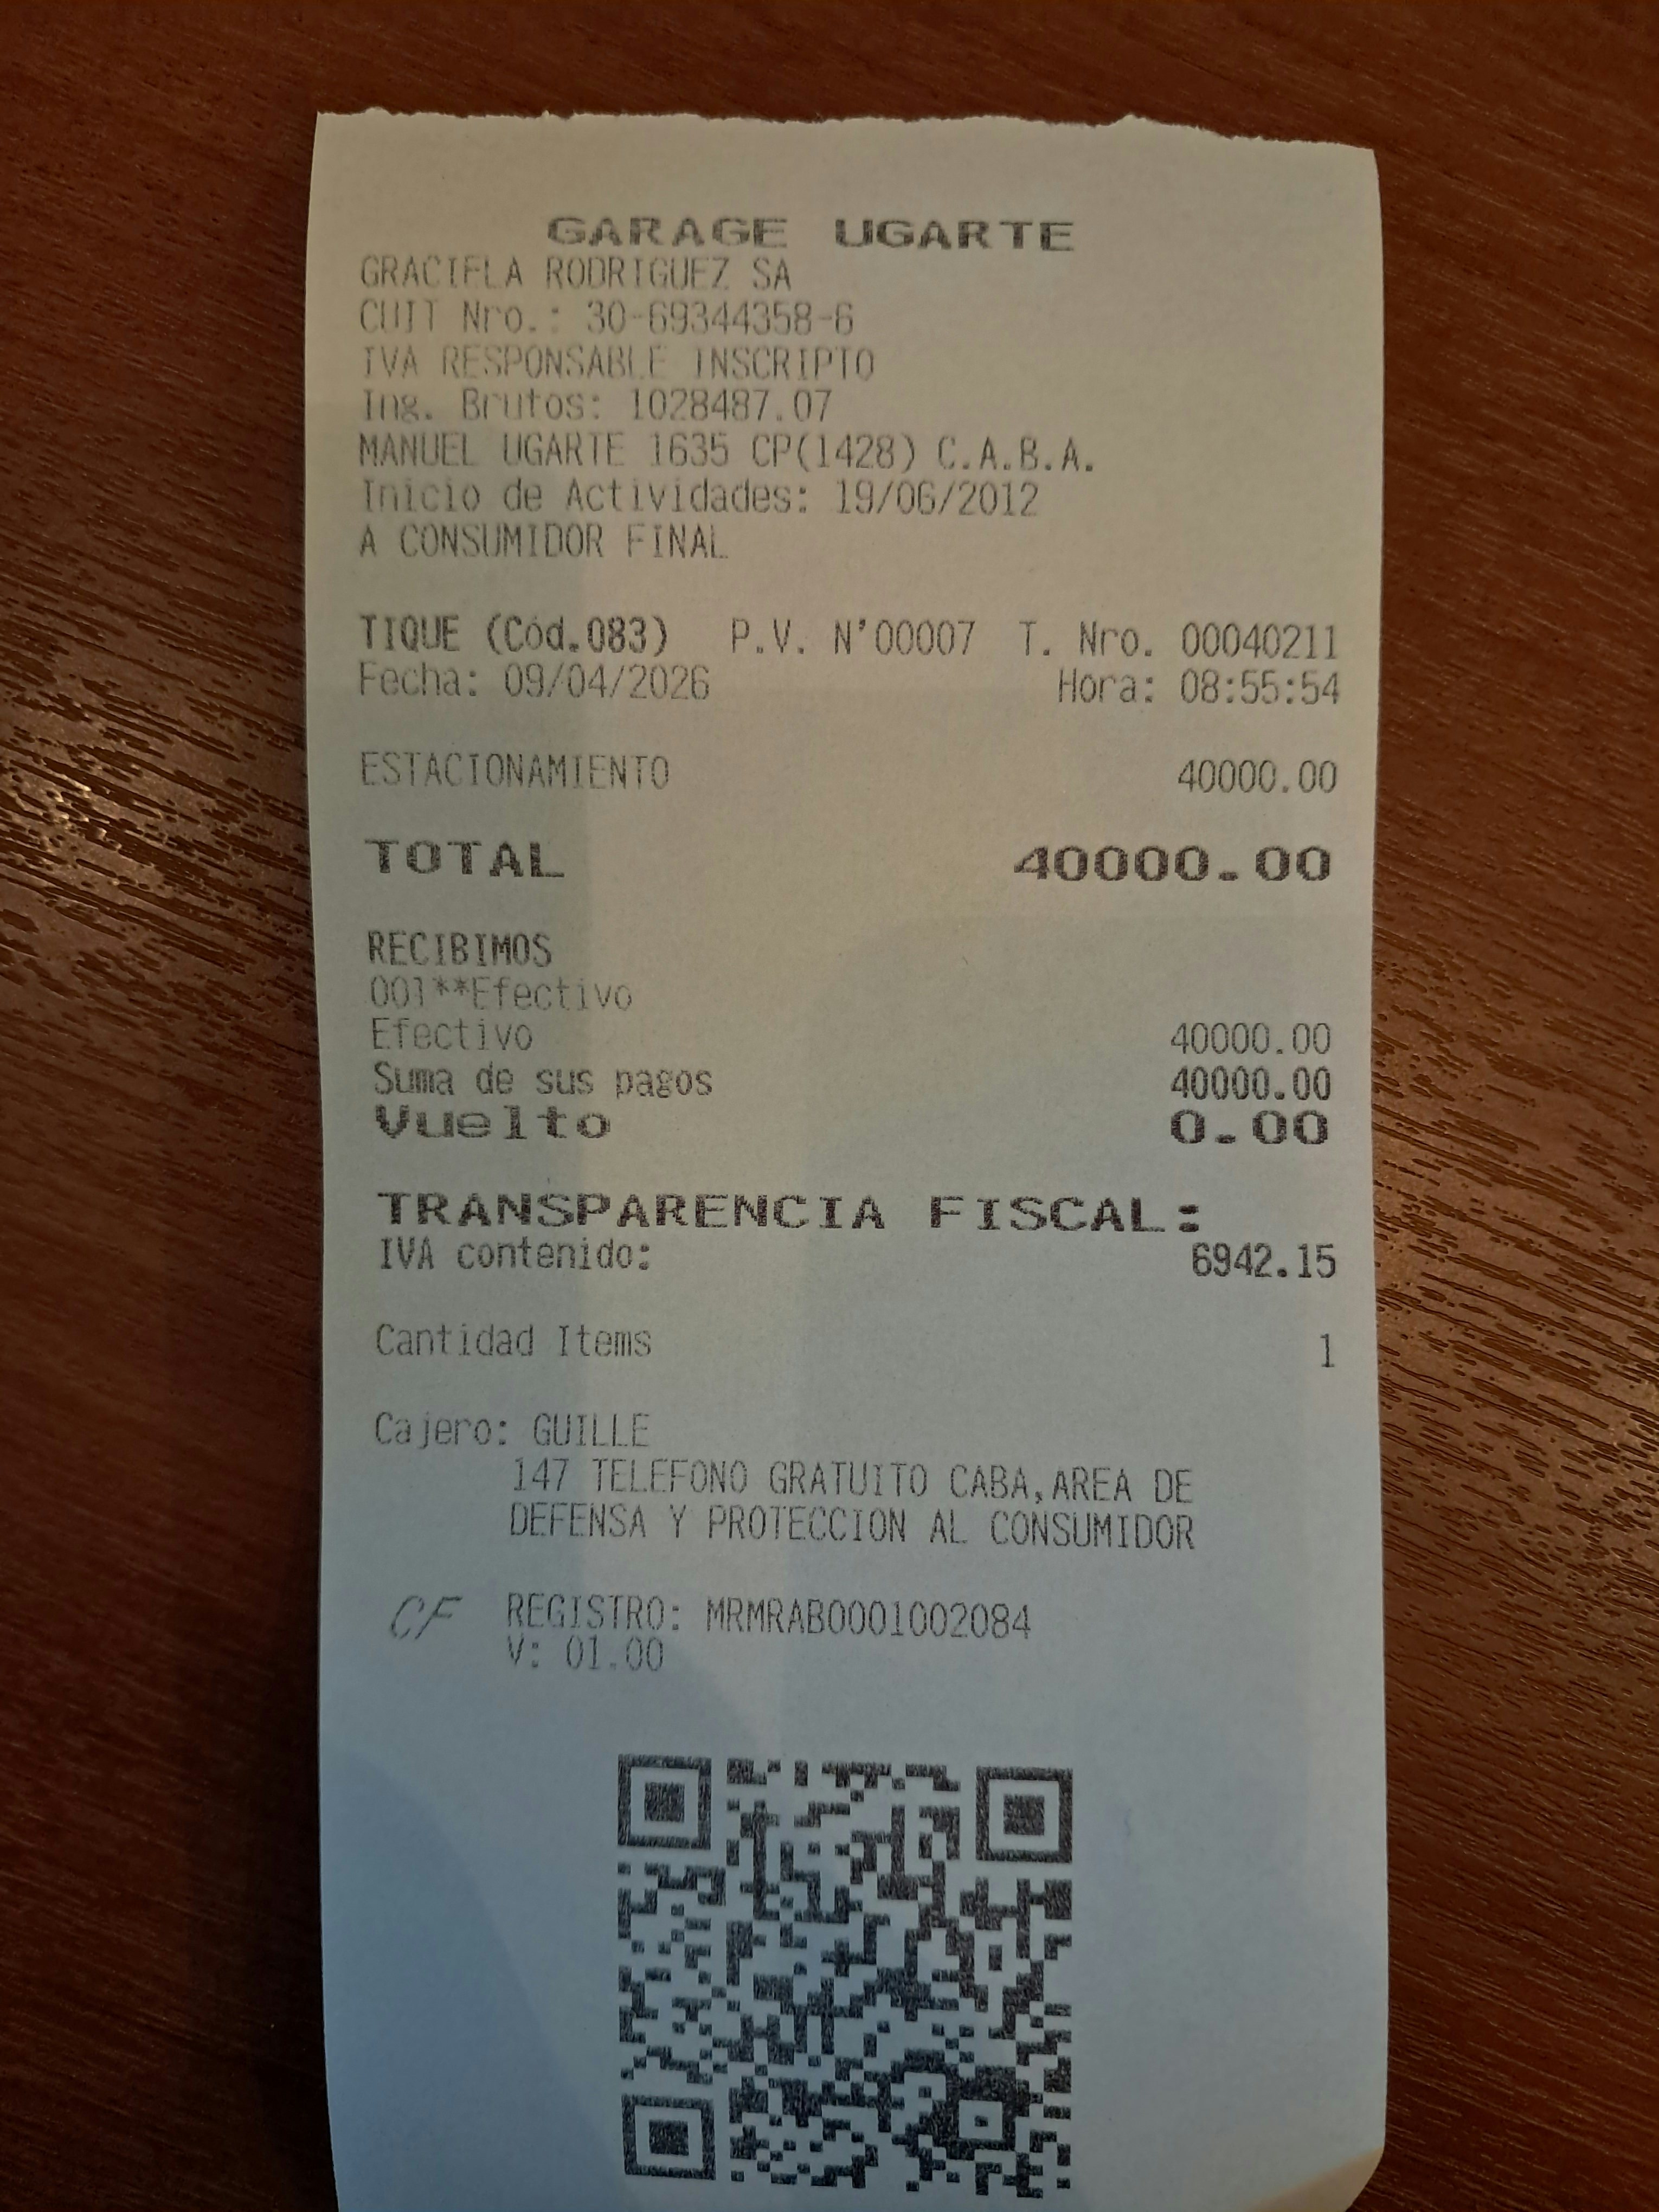 GARAGE UGARTE
GRACIELA RODRIGUEZ SA
CUIT Nro.: 30-69344358-6
IVA RESPONSABLE INSCRIPTO
Ing. Brutos: 1028487.07
MANUEL UGARTE 1635 CP(1428) C.A.B.A.
Inicio de Actividades: 19/06/2012
A CONSUMIDOR FINAL
TIQUE (Cód.083) P.V. N°00007 T. Nro. 00040211
Fecha: 09/04/2026 Hora: 08:55:54
ESTACIONAMIENTO 40000.00
TOTAL 40000.00
RECIBIMOS
001**Efectivo
Efectivo 40000.00
Suma de sus pagos 40000.00
Vuelto 0.00
TRANSPARENCIA FISCAL:
IVA contenido: 6942.15
Cantidad Items 1
Cajero: GUILLE
147 TELEFONO GRATUITO CABA,AREA DE
DEFENSA Y PROTECCION AL CONSUMIDOR
CF REGISTRO: MRMRAB0001002084
V: 01.00